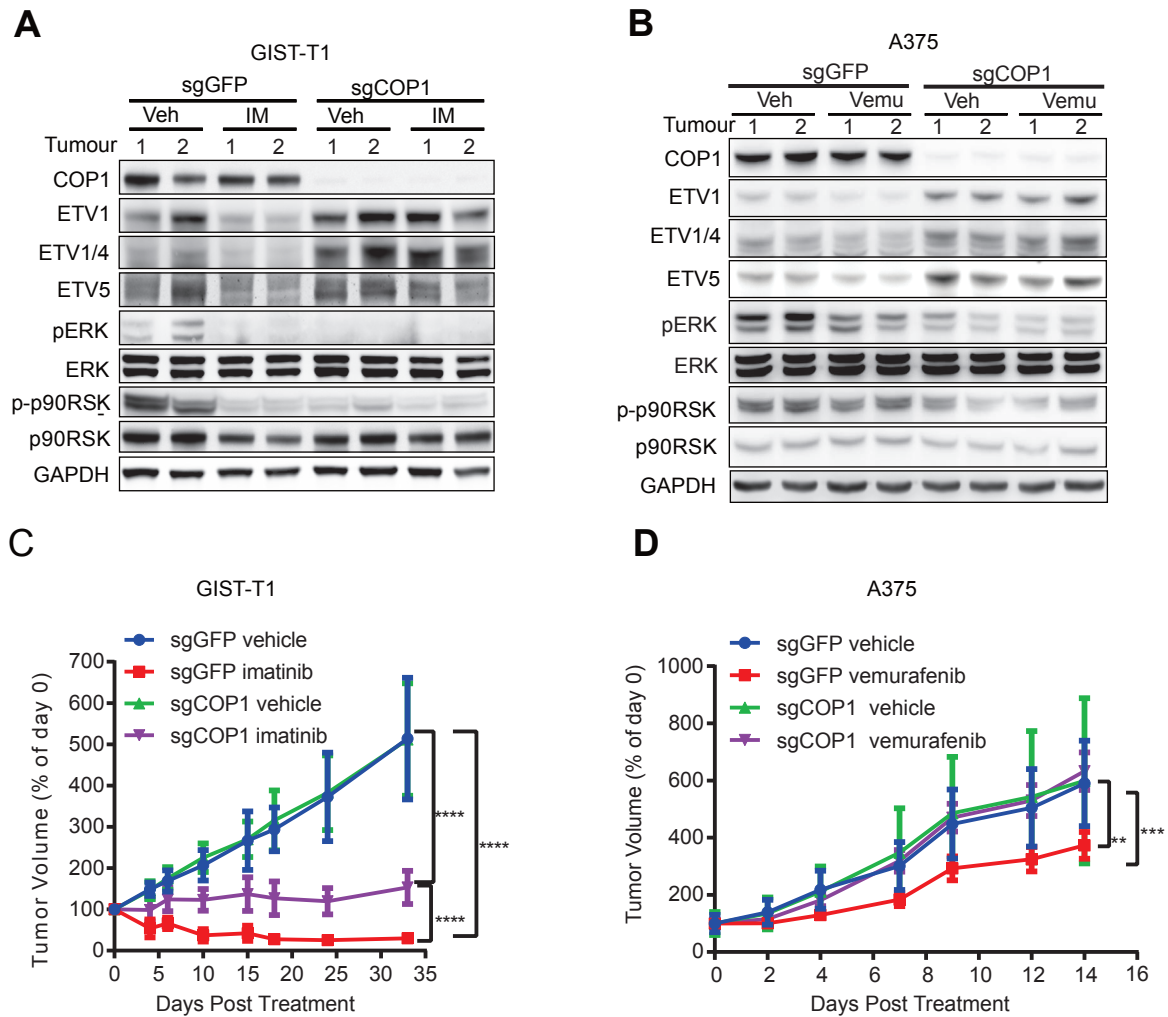 A
GIST-T1
sgGFP sgCOP1
Veh IM Veh IM
Tumour 1 2 1 2 1 2 1 2
COP1
ETV1
ETV1/4
ETV5
pERK
ERK
p-p90RSK
p90RSK
GAPDH
B
A375
sgGFP sgCOP1
Veh Vemu Veh Vemu
Tumour 1 2 1 2 1 2 1 2
COP1
ETV1
ETV1/4
ETV5
pERK
ERK
p-p90RSK
p90RSK
GAPDH
C
GIST-T1
sgGFP vehicle
sgGFP imatinib
sgCOP1 vehicle
sgCOP1 imatinib
Tumor Volume (% of day 0)
700
600
500
400
300
200
100
0
0 5 10 15 20 25 30 35
Days Post Treatment
****
****
****
D
A375
sgGFP vehicle
sgGFP vemurafenib
sgCOP1 vehicle
sgCOP1 vemurafenib
Tumor Volume (% of day 0)
1000
800
600
400
200
0
0 2 4 6 8 10 12 14 16
Days Post Treatment
**
***